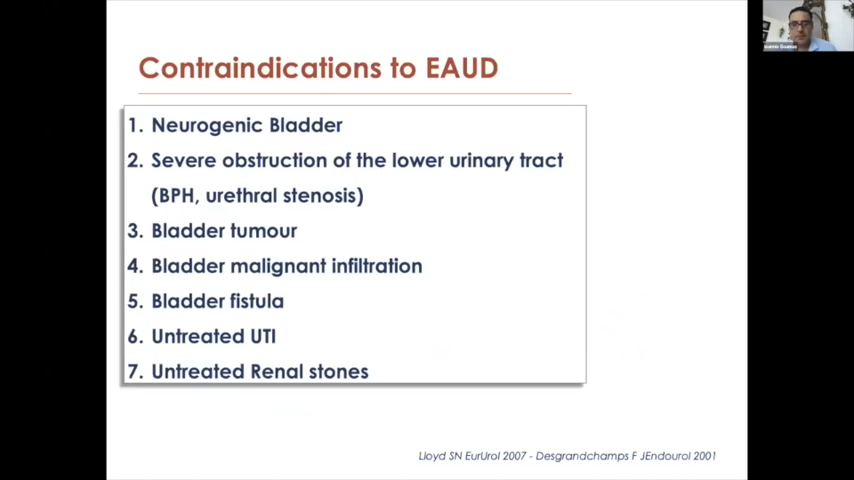 Contraindications to EAUD
1. Neurogenic Bladder
2. Severe obstruction of the lower urinary tract
(BPH, urethral stenosis)
3. Bladder tumour
4. Bladder malignant infiltration
5. Bladder fistula
6. Untreated UTI
7. Untreated Renal stones
Lloyd SN EurUrol 2007 - Desgrandchamps F JEndourol 2001